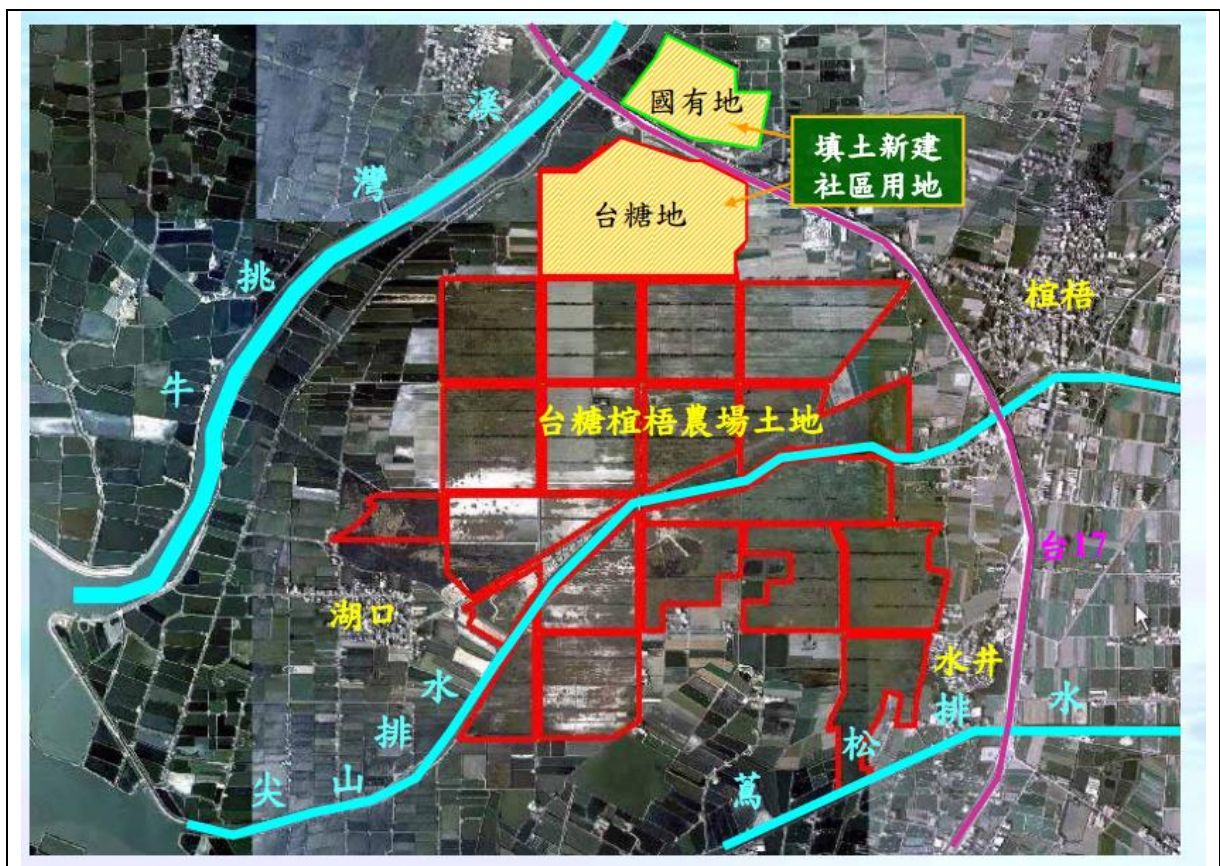 國有地
填土新建
社區用地
台糖地
牛挑灣溪
梧梧
台糖梧梧農場土地
台17
湖口
水井
尖山排水
蔦松排水